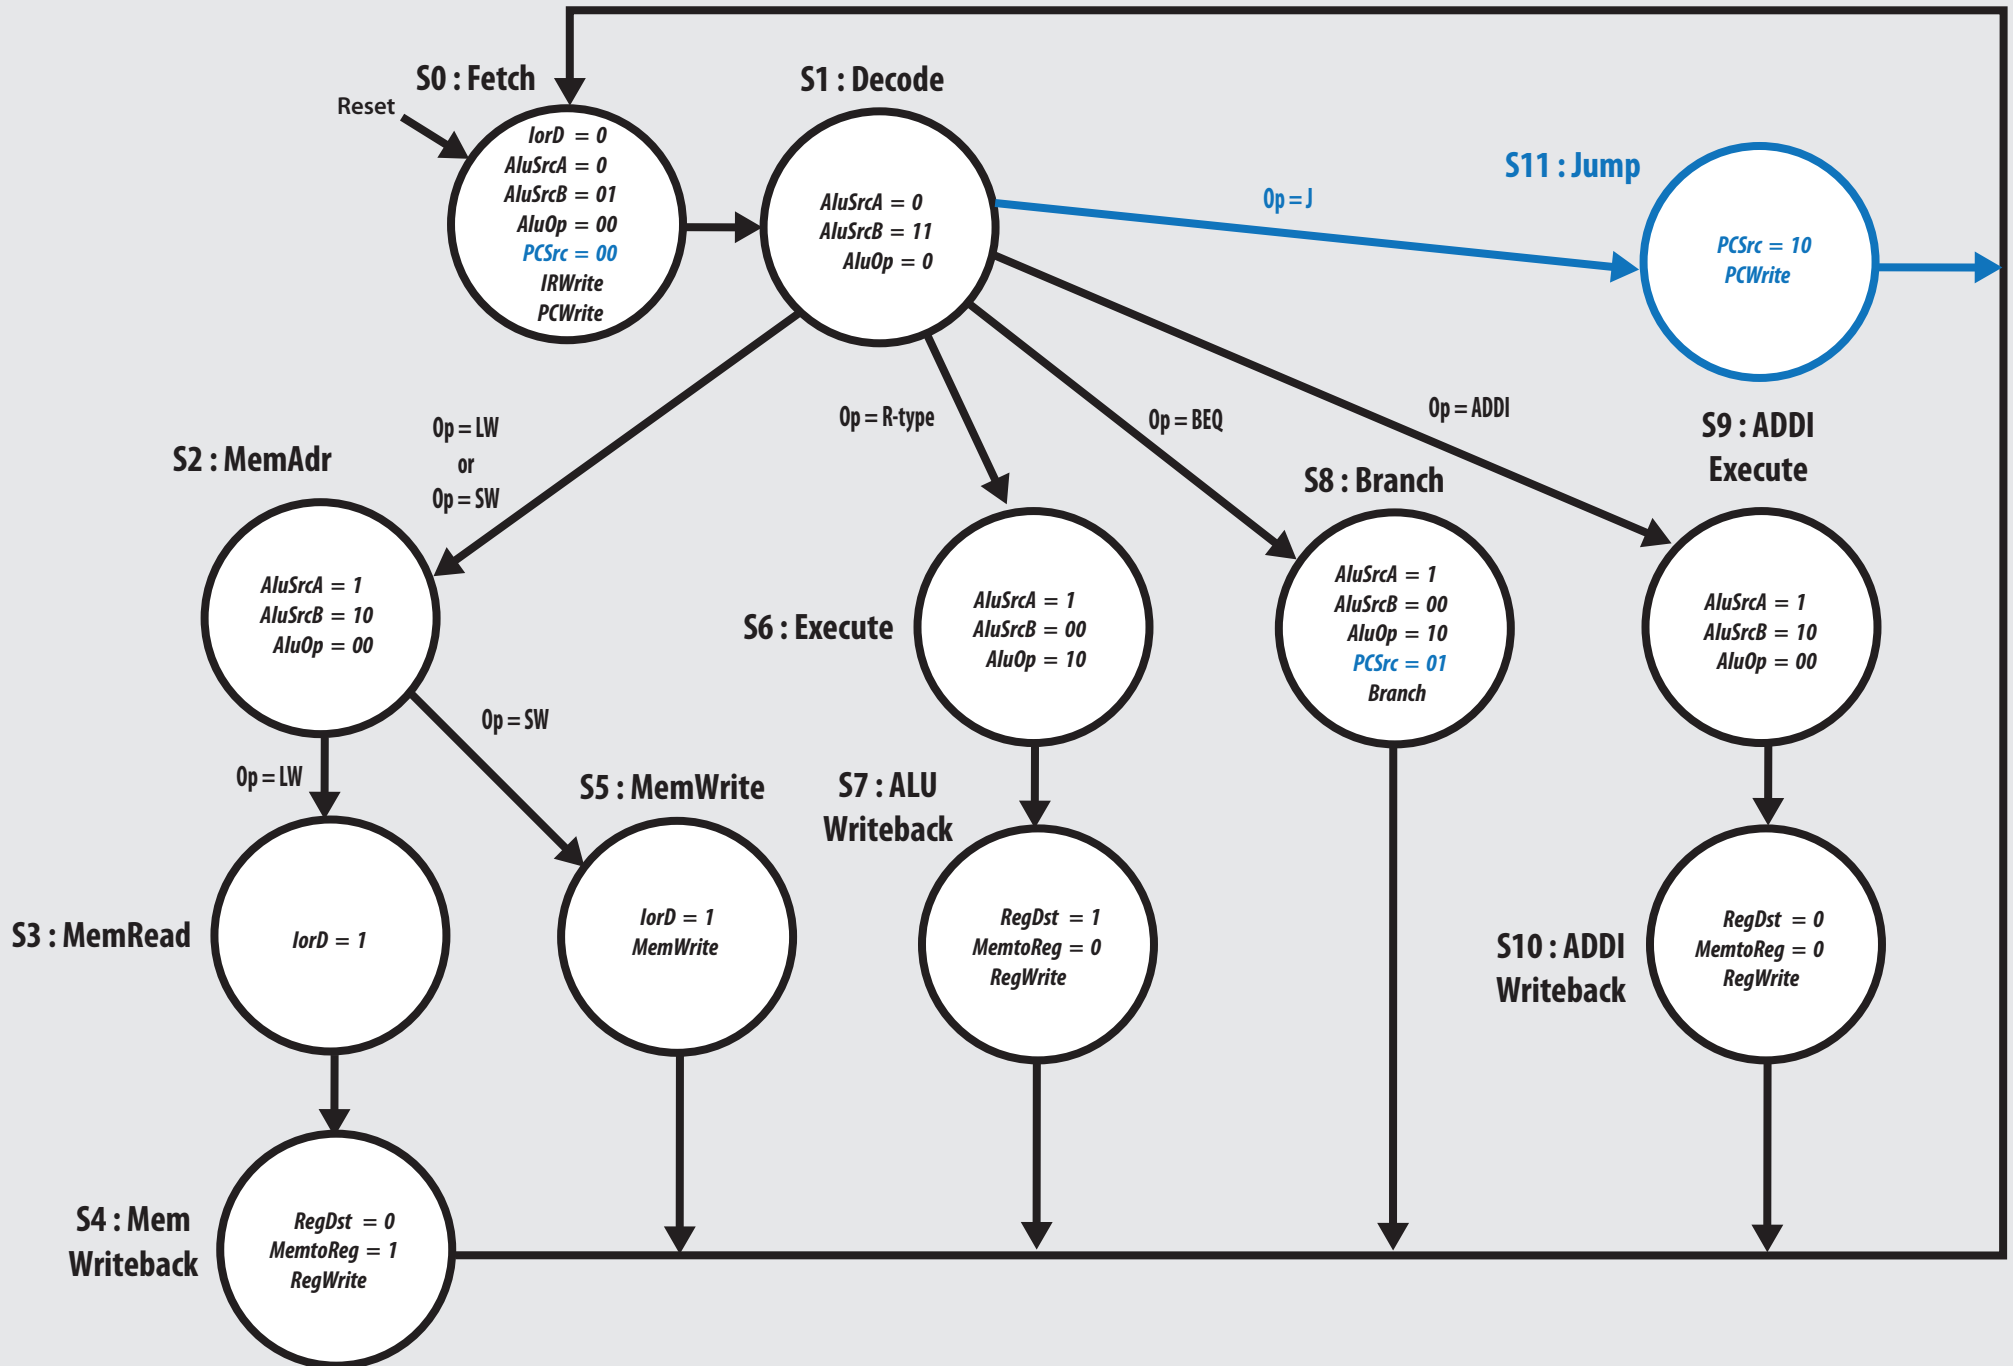 S0 : Fetch
Reset
IorD = 0
AluSrcA = 0
AluSrcB = 01
AluOp = 00
PCSrc = 00
IRWrite
PCWrite
S1 : Decode
AluSrcA = 0
AluSrcB = 11
AluOp = 0
Op = J
S11 : Jump
PCSrc = 10
PCWrite
Op = LW
or
Op = SW
Op = R-type
Op = BEQ
Op = ADDI
S2 : MemAdr
AluSrcA = 1
AluSrcB = 10
AluOp = 00
S6 : Execute
AluSrcA = 1
AluSrcB = 00
AluOp = 10
S8 : Branch
AluSrcA = 1
AluSrcB = 00
AluOp = 10
PCSrc = 01
Branch
S9 : ADDI
Execute
AluSrcA = 1
AluSrcB = 10
AluOp = 00
Op = LW
Op = SW
S3 : MemRead
IorD = 1
S5 : MemWrite
IorD = 1
MemWrite
S7 : ALU
Writeback
RegDst = 1
MemtoReg = 0
RegWrite
S10 : ADDI
Writeback
RegDst = 0
MemtoReg = 0
RegWrite
S4 : Mem
Writeback
RegDst = 0
MemtoReg = 1
RegWrite